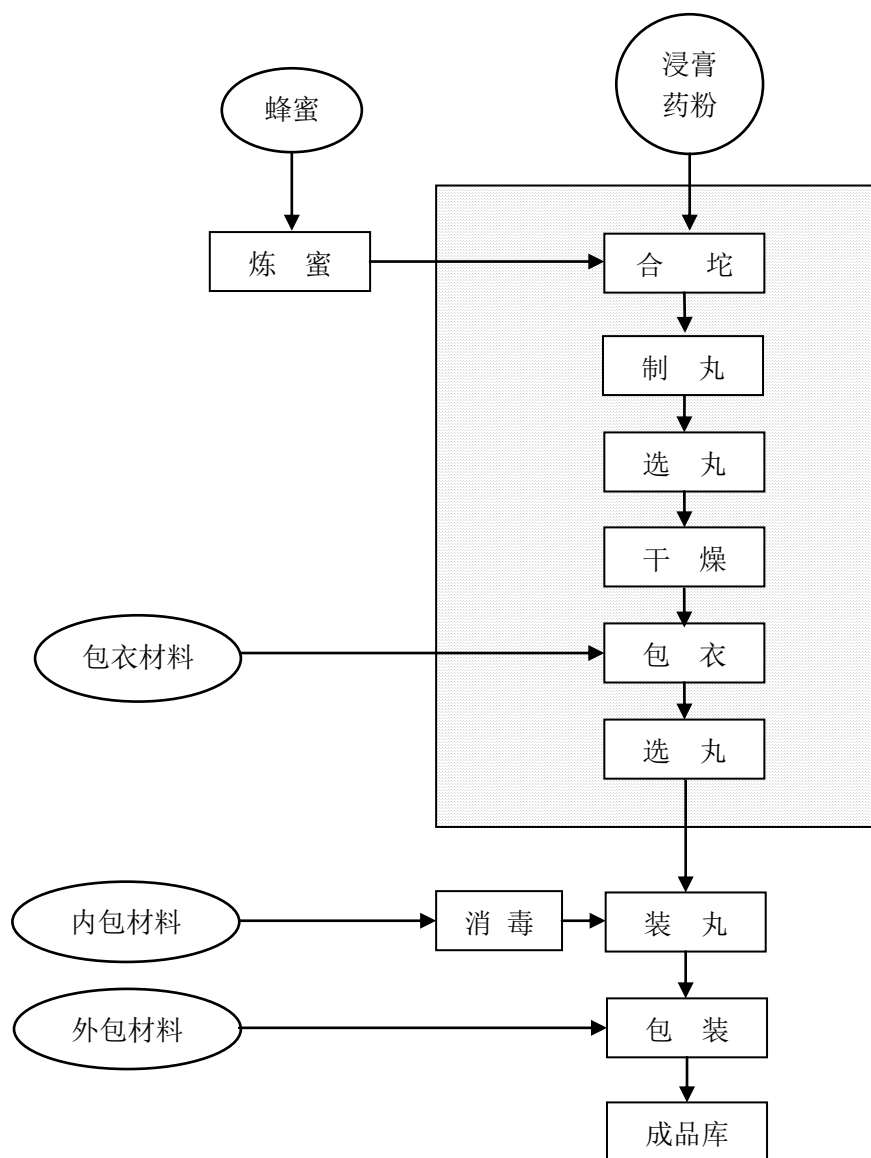 浸膏
药粉
蜂蜜
炼 蜜
合 坨
制 丸
选 丸
干 燥
包衣材料
包 衣
选 丸
内包材料
消 毒
装 丸
外包材料
包 装
成品库